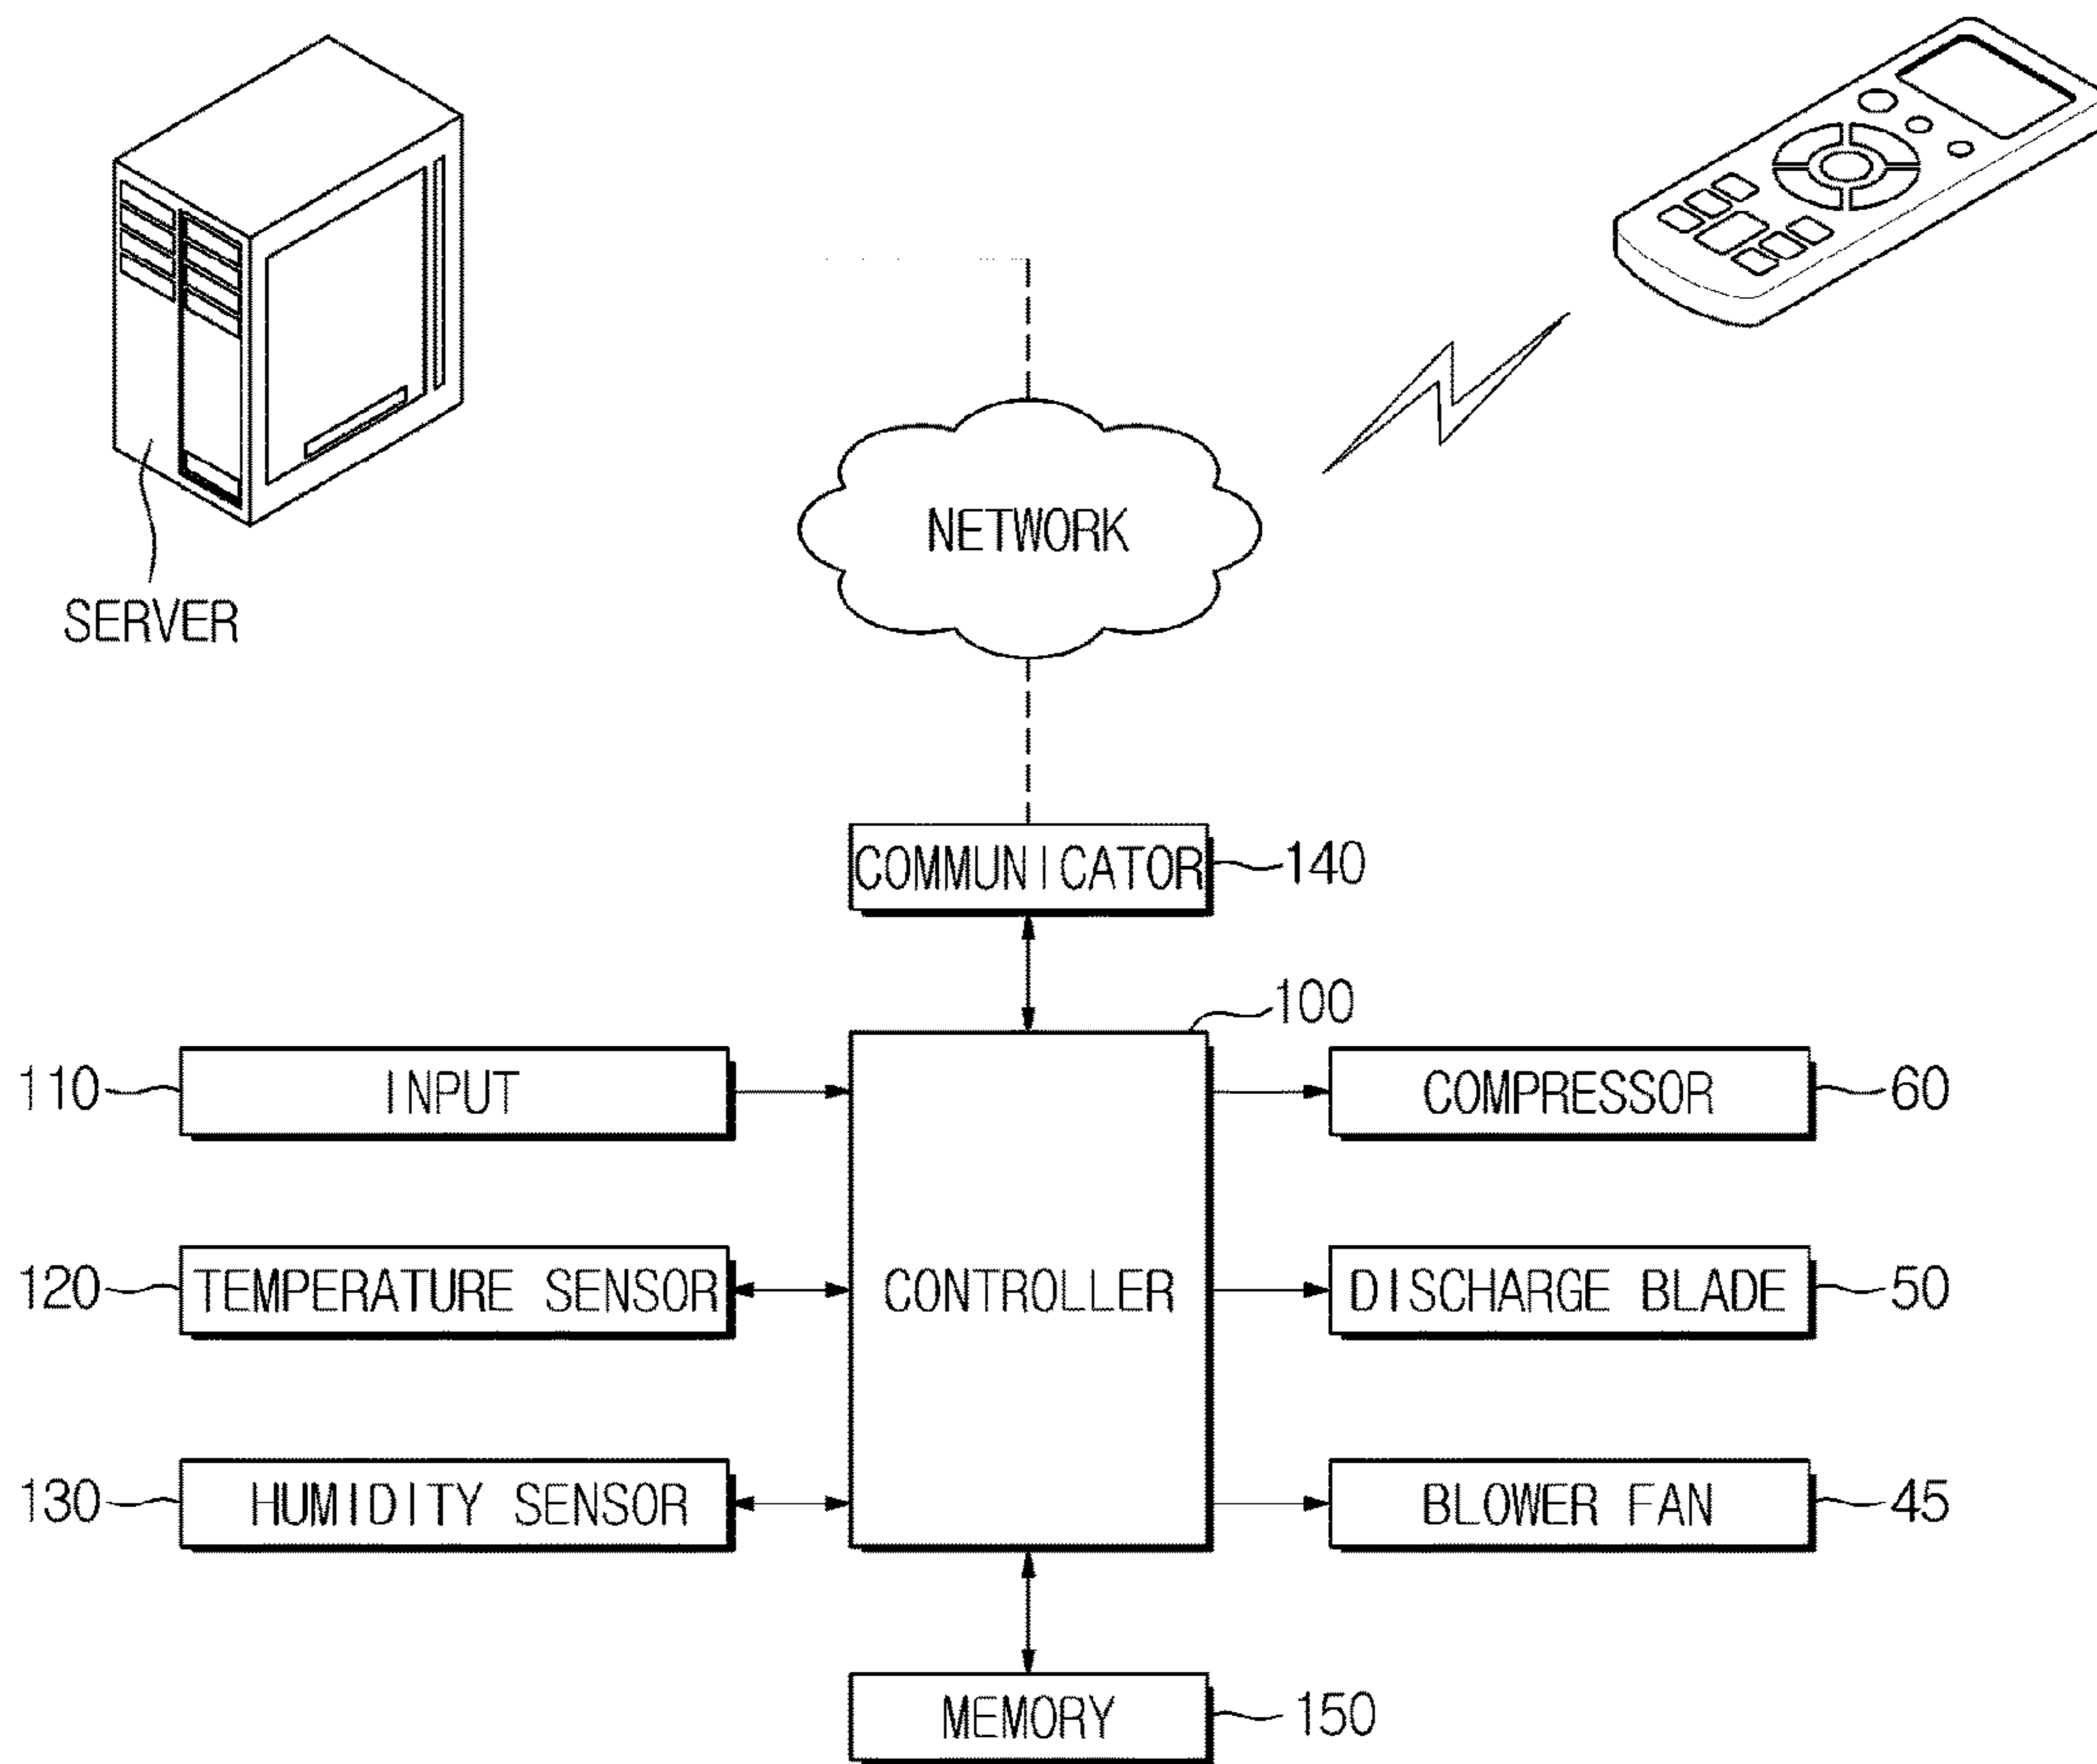 NETWORK
SERVER
COMMUNICATOR 140
100
110 INPUT
COMPRESSOR 60
120 TEMPERATURE SENSOR
CONTROLLER
DISCHARGE BLADE 50
130 HUMIDITY SENSOR
BLOWER FAN 45
MEMORY 150